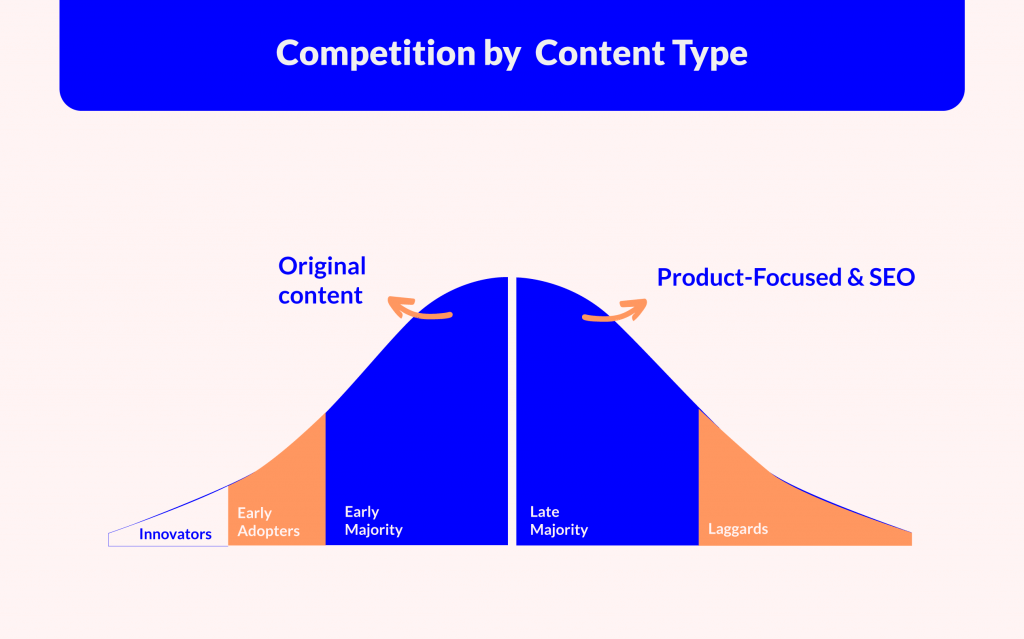 Competition by Content Type
Original
content
Product-Focused & SEO
Innovators
Early
Adopters
Early
Majority
Late
Majority
Laggards